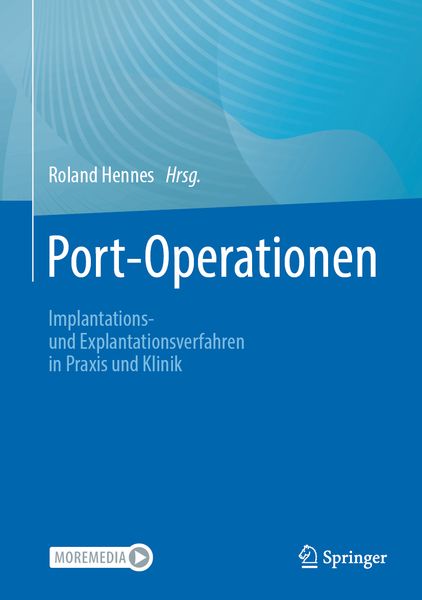 Roland Hennes Hrsg.
Port-Operationen
Implantations-
und Explantationsverfahren
in Praxis und Klinik
MOREMEDIA
Springer